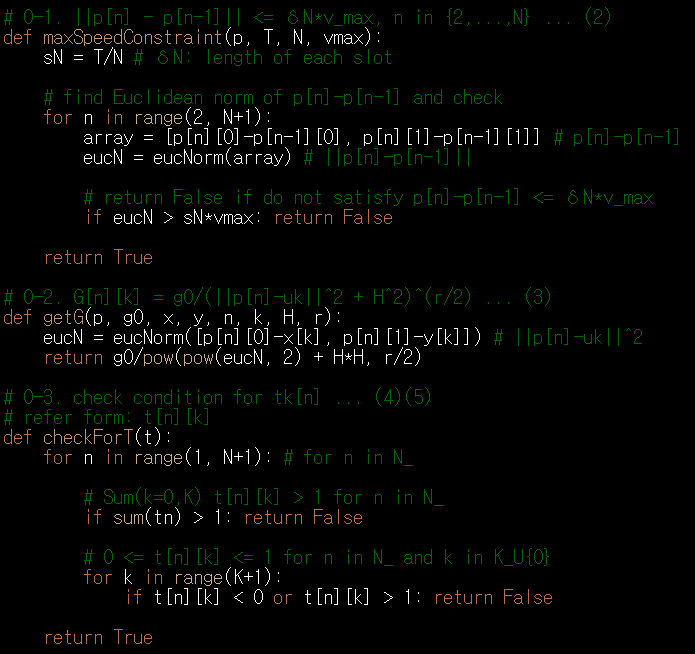 # 0-1. ||p[n] - p[n-1]|| <= δN*v_max, n in {2,...,N} ... (2)
def maxSpeedConstraint(p, T, N, vmax):
    sN = T/N # δN: length of each slot

    # find Euclidean norm of p[n]-p[n-1] and check
    for n in range(2, N+1):
        array = [p[n][0]-p[n-1][0], p[n][1]-p[n-1][1]] # p[n]-p[n-1]
        eucN = eucNorm(array) # ||p[n]-p[n-1]||

        # return False if do not satisfy p[n]-p[n-1] <= δN*v_max
        if eucN > sN*vmax: return False

    return True

# 0-2. G[n][k] = g0/(||p[n]-uk||^2 + H^2)^(r/2) ... (3)
def getG(p, g0, x, y, n, k, H, r):
    eucN = eucNorm([p[n][0]-x[k], p[n][1]-y[k]]) # ||p[n]-uk||^2
    return g0/pow(pow(eucN, 2) + H*H, r/2)

# 0-3. check condition for tk[n] ... (4)(5)
# refer form: t[n][k]
def checkForT(t):
    for n in range(1, N+1): # for n in N_

        # Sum(k=0,K) t[n][k] > 1 for n in N_
        if sum(tn) > 1: return False

        # 0 <= t[n][k] <= 1 for n in N_ and k in K_U{0}
        for k in range(K+1):
            if t[n][k] < 0 or t[n][k] > 1: return False

    return True